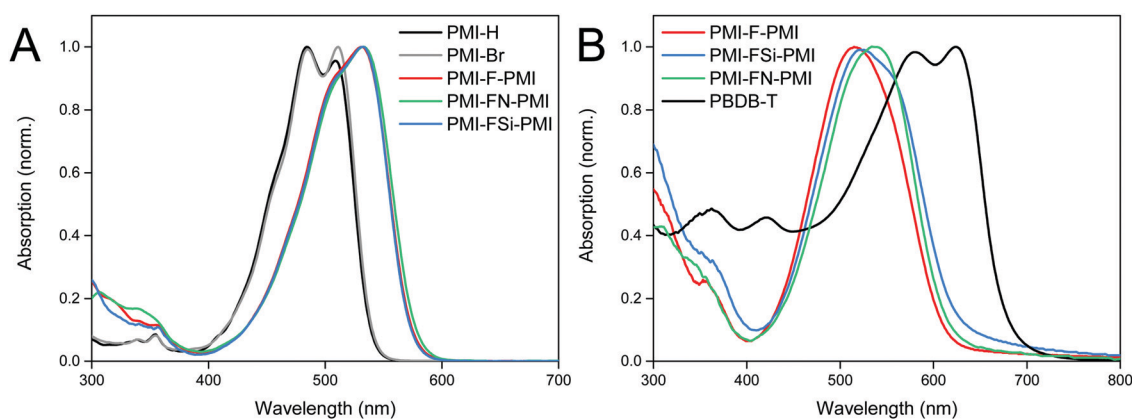 A
PMI-H
PMI-Br
PMI-F-PMI
PMI-FN-PMI
PMI-FSi-PMI
1.0
0.8
0.6
0.4
0.2
0.0
Absorption (norm.)
300 400 500 600 700
Wavelength (nm)
B
PMI-F-PMI
PMI-FSi-PMI
PMI-FN-PMI
PBDB-T
1.0
0.8
0.6
0.4
0.2
0.0
Absorption (norm.)
300 400 500 600 700 800
Wavelength (nm)